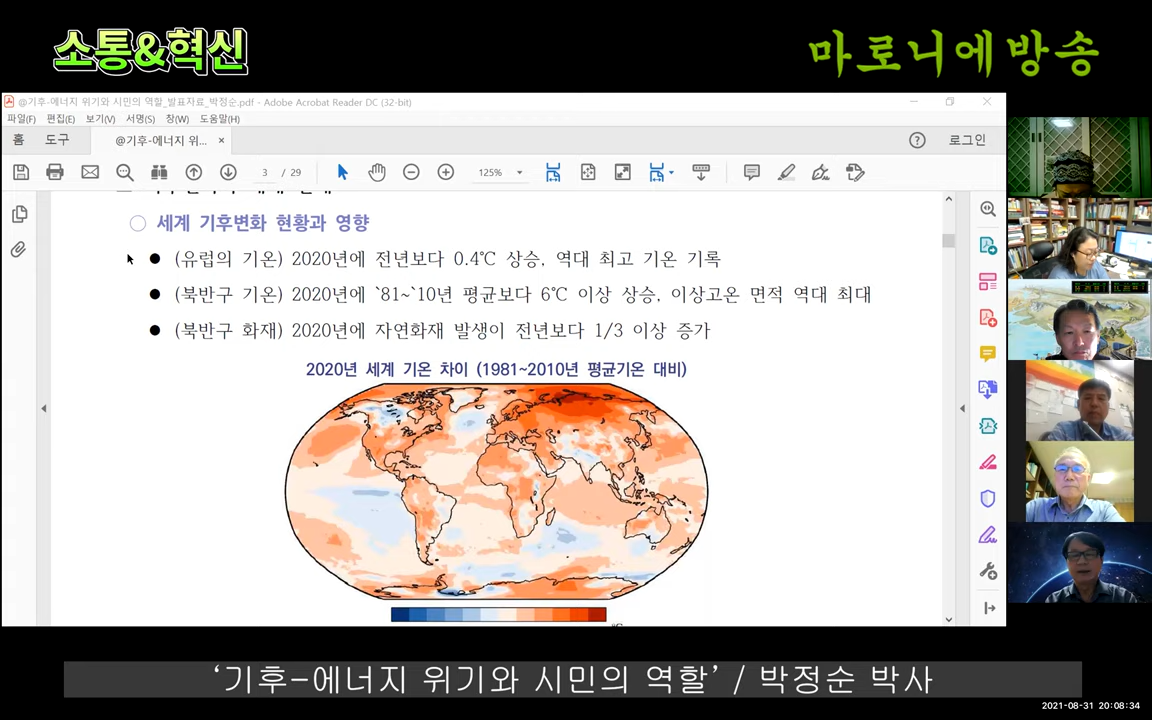 소통&혁신
마로니에방송
@기후-에너지 위기와 시민의 역할_발표자료_박정순.pdf - Adobe Acrobat Reader DC (32-bit)
파일(F) 편집(E) 보기(V) 서명(S) 창(W) 도움말(H)
홈 도구 @기후-에너지 위... × 로그인
3 / 29 125%
○ 세계 기후변화 현황과 영향
● (유럽의 기온) 2020년에 전년보다 0.4℃ 상승, 역대 최고 기온 기록
● (북반구 기온) 2020년에 `81~`10년 평균보다 6℃ 이상 상승, 이상고온 면적 역대 최대
● (북반구 화재) 2020년에 자연화재 발생이 전년보다 1/3 이상 증가
2020년 세계 기온 차이 (1981~2010년 평균기온 대비)
‘기후-에너지 위기와 시민의 역할’ / 박정순 박사
2021-08-31 20:08:34